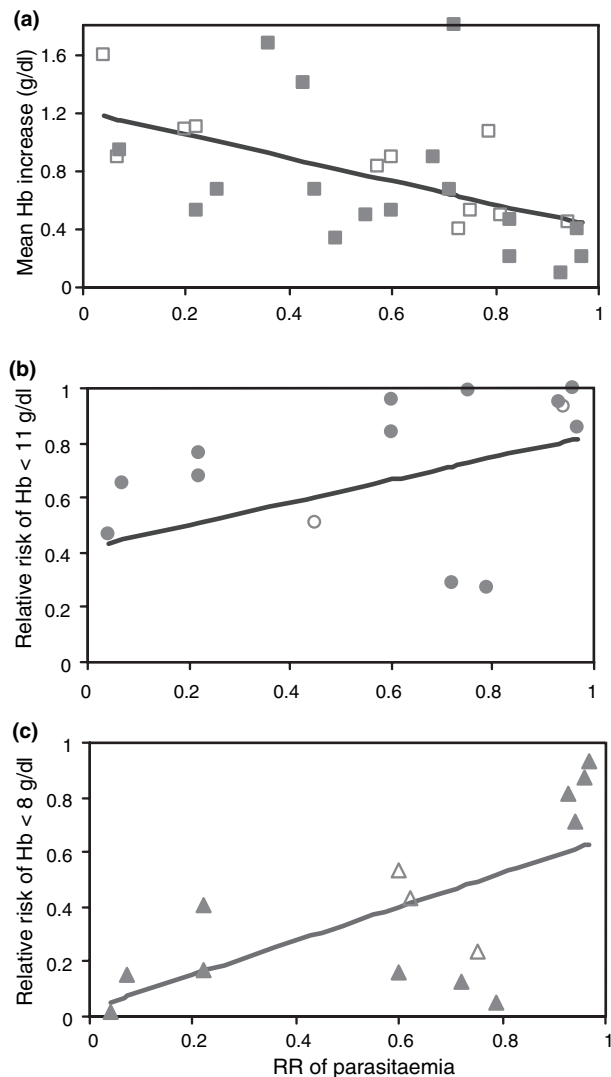 (a)
Mean Hb increase (g/dl)
1.6
1.2
0.8
0.4
0
0 0.2 0.4 0.6 0.8 1
(b)
Relative risk of Hb < 11 g/dl
1
0.8
0.6
0.4
0.2
0
0 0.2 0.4 0.6 0.8 1
(c)
Relative risk of Hb < 8 g/dl
1
0.8
0.6
0.4
0.2
0
0 0.2 0.4 0.6 0.8 1
RR of parasitaemia